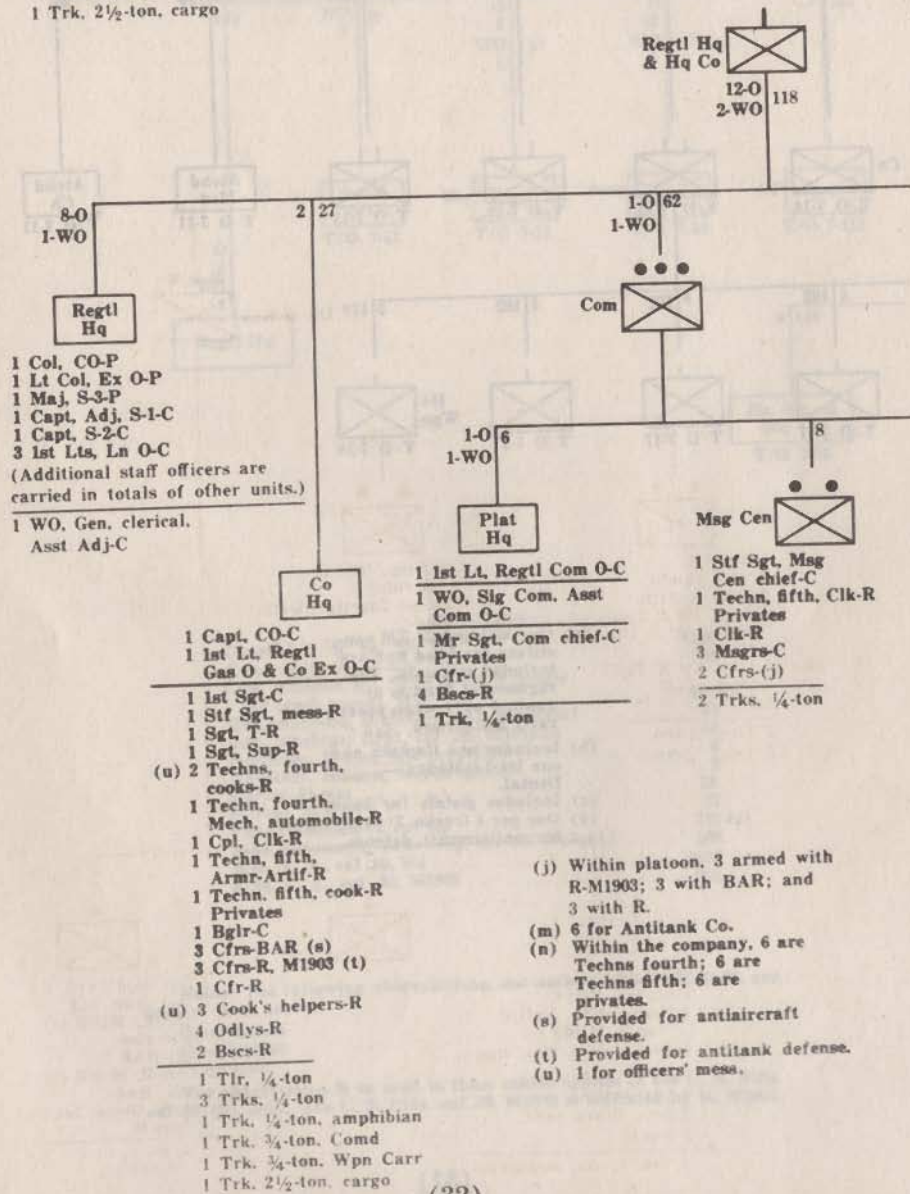 1 Trk, 2½-ton, cargo
Regtl Hq
& Hq Co
12-O
2-WO
118
8-O
1-WO
2 27
1-O 62
1-WO
Regtl
Hq
1 Col, CO-P
1 Lt Col, Ex O-P
1 Maj, S-3-P
1 Capt, Adj, S-1-C
1 Capt, S-2-C
3 1st Lts, Ln O-C
(Additional staff officers are
carried in totals of other units.)
1 WO, Gen, clerical,
Asst Adj-C
Co
Hq
1 Capt, CO-C
1 1st Lt, Regtl
Gas O & Co Ex O-C
1 1st Sgt-C
1 Stf Sgt, mess-R
1 Sgt, T-R
1 Sgt, Sup-R
(u) 2 Techns, fourth,
cooks-R
1 Techn, fourth,
Mech, automobile-R
1 Cpl, Clk-R
1 Techn, fifth,
Armr-Artif-R
1 Techn, fifth, cook-R
Privates
1 Bglr-C
3 Cfrs-BAR (s)
3 Cfrs-R, M1903 (t)
1 Cfr-R
(u) 3 Cook's helpers-R
4 Odlys-R
2 Bscs-R
1 Tlr, ¼-ton
3 Trks, ¼-ton
1 Trk, ¼-ton, amphibian
1 Trk, ¾-ton, Comd
1 Trk, ¾-ton, Wpn Carr
1 Trk, 2½-ton, cargo
Com
1-O 6
1-WO
Plat
Hq
1 1st Lt, Regtl Com O-C
1 WO, Sig Com, Asst
Com O-C
1 Mr Sgt, Com chief-C
Privates
1 Cfr-(j)
4 Bscs-R
1 Trk, ¼-ton
8
Msg Cen
1 Stf Sgt, Msg
Cen chief-C
1 Techn, fifth, Clk-R
Privates
1 Clk-R
3 Msgrs-C
2 Cfrs-(j)
2 Trks, ¼-ton
(j) Within platoon, 3 armed with
R-M1903; 3 with BAR; and
3 with R.
(m) 6 for Antitank Co.
(n) Within the company, 6 are
Techns fourth; 6 are
Techns fifth; 6 are
privates.
(s) Provided for antiaircraft
defense.
(t) Provided for antitank defense.
(u) 1 for officers' mess.